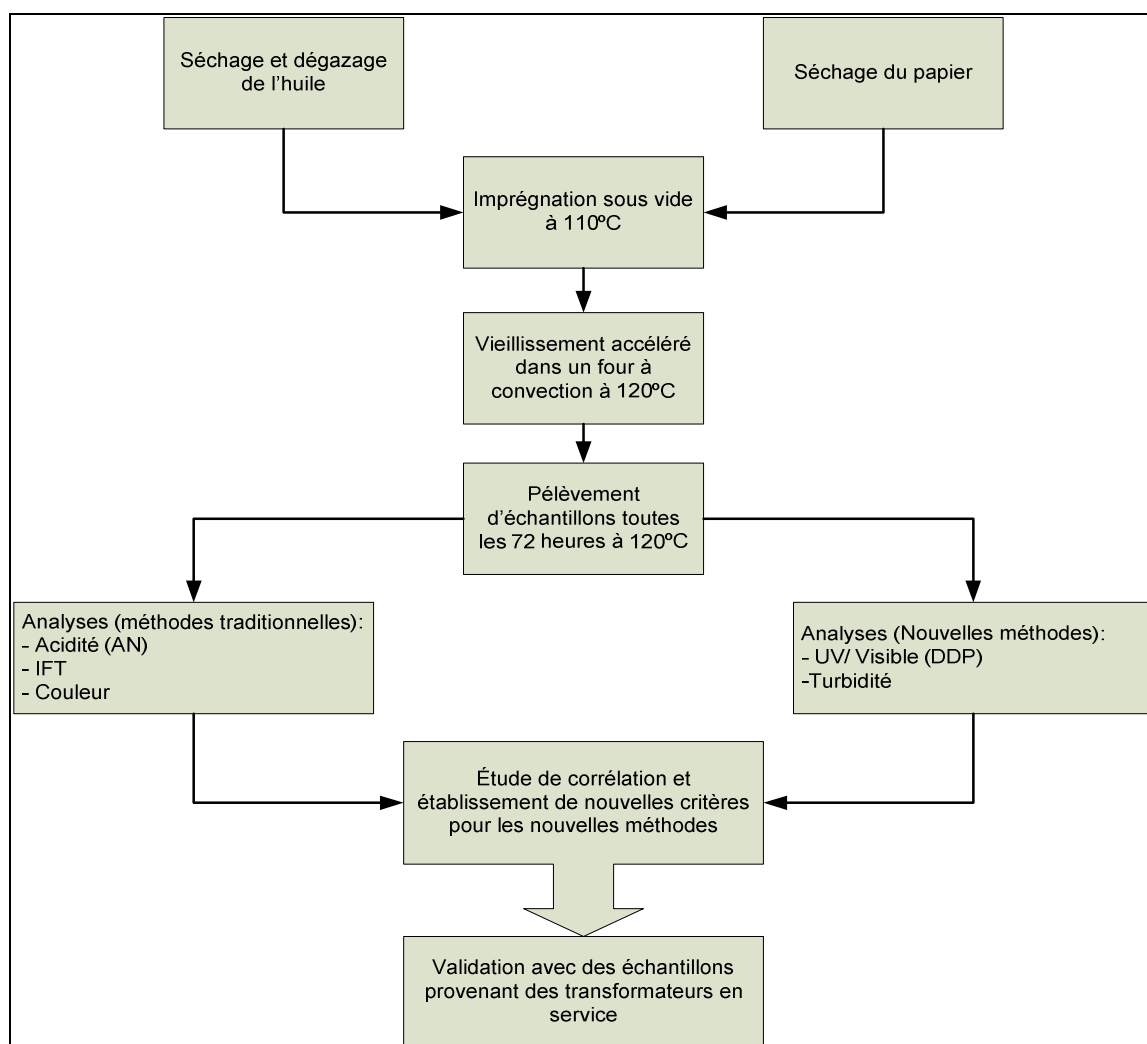 Séchage et dégazage
de l'huile
Séchage du papier
Imprégnation sous vide
à 110ºC
Vieillissement accéléré
dans un four à
convection à 120ºC
Pélèvement
d'échantillons toutes
les 72 heures à 120ºC
Analyses (méthodes traditionnelles):
- Acidité (AN)
- IFT
- Couleur
Analyses (Nouvelles méthodes):
- UV/ Visible (DDP)
-Turbidité
Étude de corrélation et
établissement de nouvelles critères
pour les nouvelles méthodes
Validation avec des échantillons
provenant des transformateurs en
service